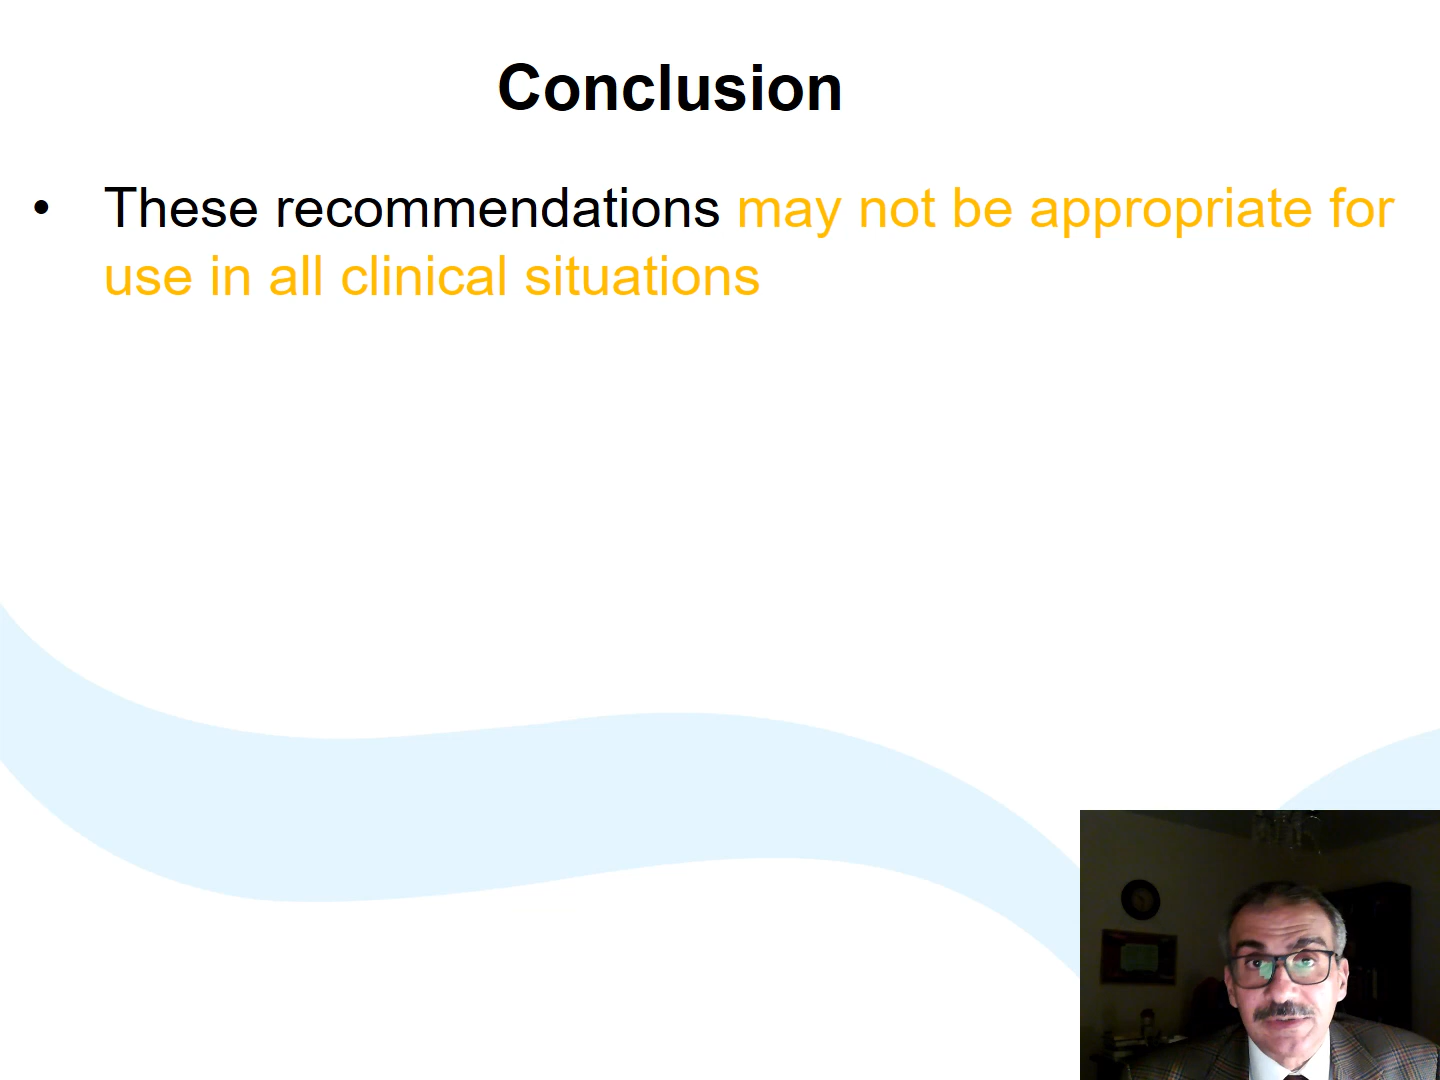 Conclusion
• These recommendations may not be appropriate for
use in all clinical situations